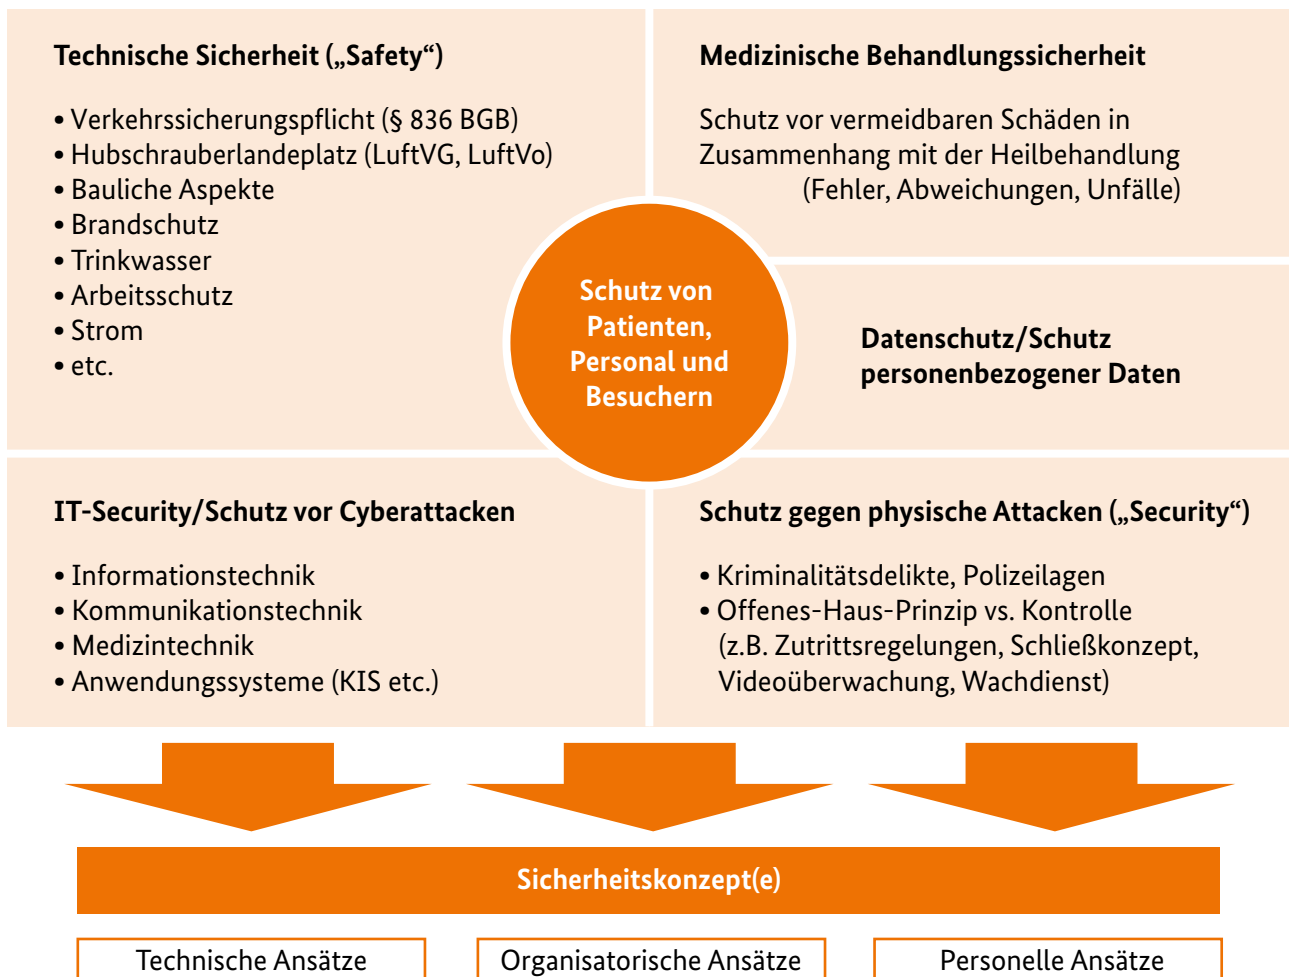 Technische Sicherheit („Safety“)
• Verkehrssicherungspflicht (§ 836 BGB)
• Hubschrauberlandeplatz (LuftVG, LuftVo)
• Bauliche Aspekte
• Brandschutz
• Trinkwasser
• Arbeitsschutz
• Strom
• etc.
Medizinische Behandlungssicherheit
Schutz vor vermeidbaren Schäden in
Zusammenhang mit der Heilbehandlung
(Fehler, Abweichungen, Unfälle)
Schutz von
Patienten,
Personal und
Besuchern
Datenschutz/Schutz
personenbezogener Daten
IT-Security/Schutz vor Cyberattacken
• Informationstechnik
• Kommunikationstechnik
• Medizintechnik
• Anwendungssysteme (KIS etc.)
Schutz gegen physische Attacken („Security“)
• Kriminalitätsdelikte, Polizeilagen
• Offenes-Haus-Prinzip vs. Kontrolle
(z.B. Zutrittsregelungen, Schließkonzept,
Videoüberwachung, Wachdienst)
Sicherheitskonzept(e)
Technische Ansätze
Organisatorische Ansätze
Personelle Ansätze